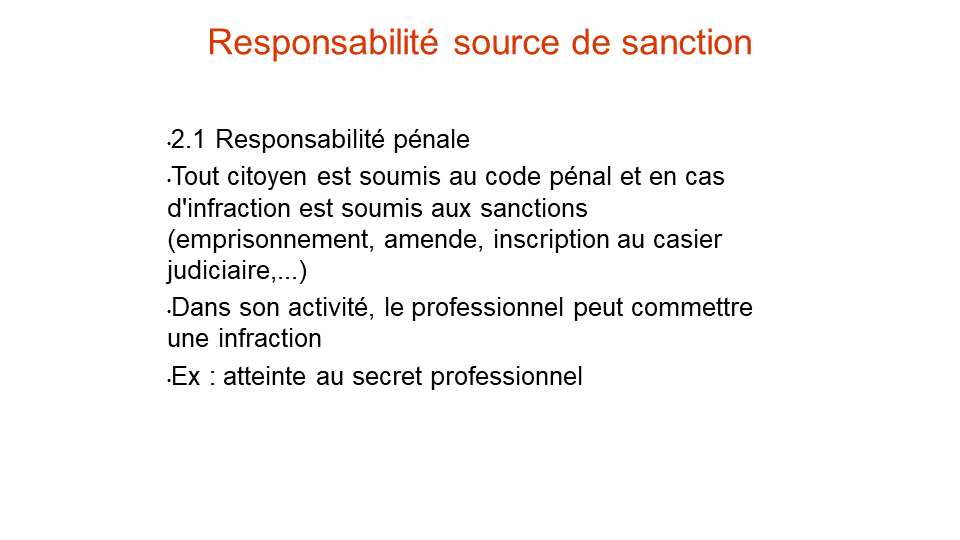 Responsabilité source de sanction
•2.1 Responsabilité pénale
•Tout citoyen est soumis au code pénal et en cas
d'infraction est soumis aux sanctions
(emprisonnement, amende, inscription au casier
judiciaire,...)
•Dans son activité, le professionnel peut commettre
une infraction
•Ex : atteinte au secret professionnel